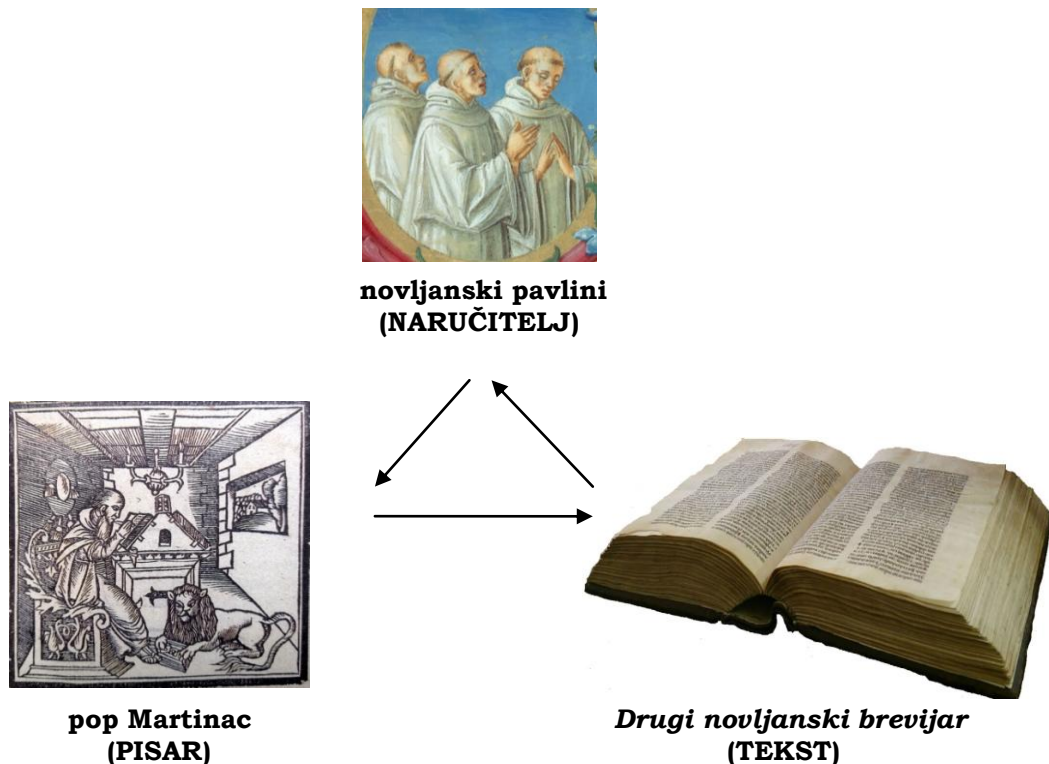 novljanski pavlini
(NARUČITELJ)
pop Martinac
(PISAR)
Drugi novljanski brevijar
(TEKST)